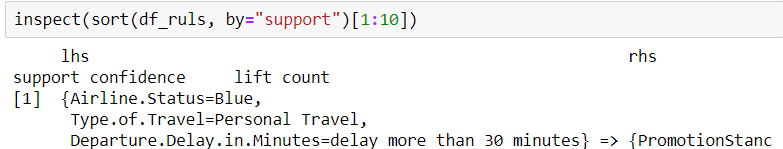 inspect(sort(df_ruls, by="support")[1:10])
lhs rhs
support confidence lift count
[1] {Airline.Status=Blue,
Type.of.Travel=Personal Travel,
Departure.Delay.in.Minutes=delay more than 30 minutes} => {PromotionStanc